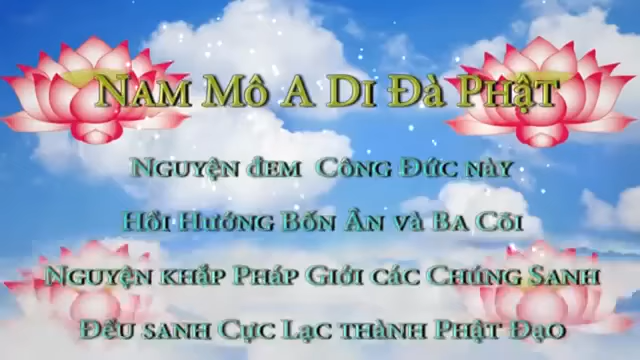 Nam Mô A Di Đà Phật
Nguyện đem Công Đức này
Hồi Hướng Bốn Ân và Ba Cõi
Nguyện khắp Pháp Giới các Chúng Sanh
Đều sanh Cực Lạc thành Phật Đạo